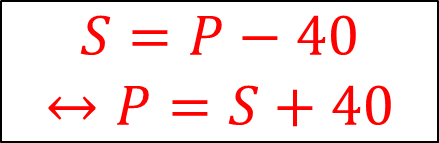 S = P − 40
↔ P = S + 40